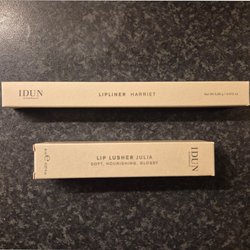 IDUN
LIPLINER HARRIET
LIP LUSHER JULIA
SOFT, NOURISHING, GLOSSY
IDUN